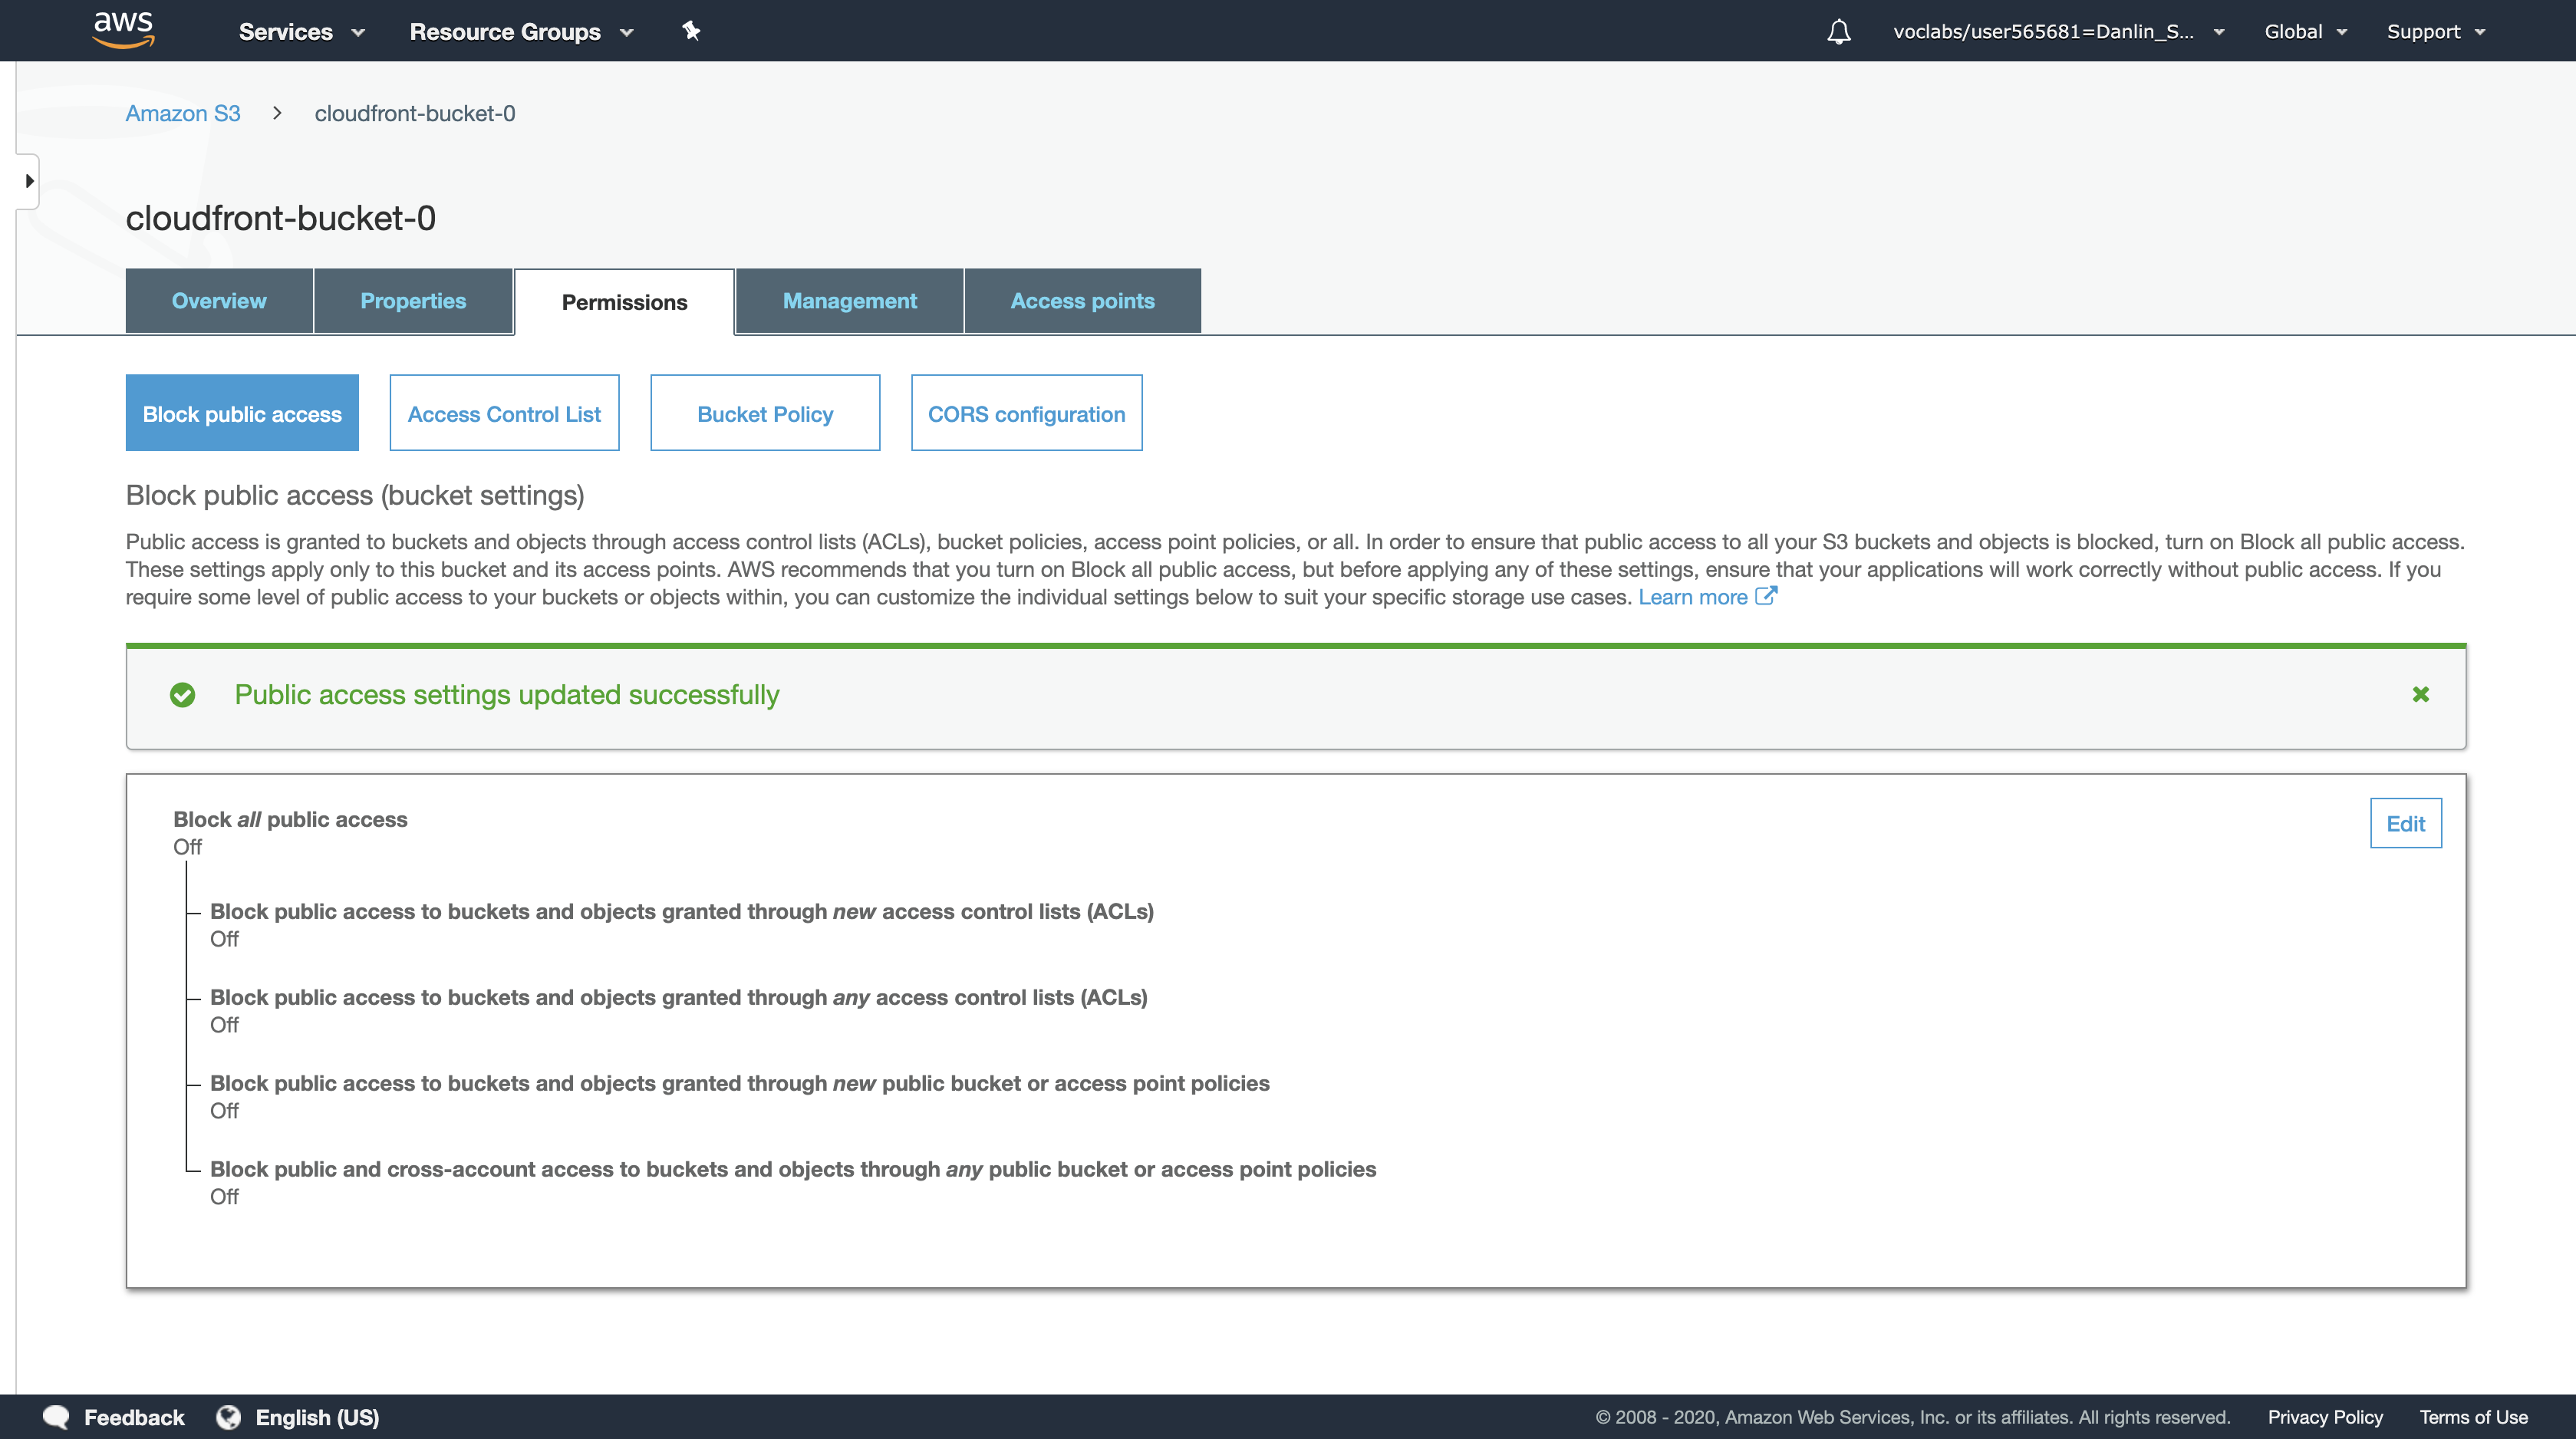 aws Services Resource Groups voclabs/user565681=Danlin_S... Global Support
Amazon S3 > cloudfront-bucket-0
cloudfront-bucket-0
Overview Properties Permissions Management Access points
Block public access Access Control List Bucket Policy CORS configuration
Block public access (bucket settings)
Public access is granted to buckets and objects through access control lists (ACLs), bucket policies, access point policies, or all. In order to ensure that public access to all your S3 buckets and objects is blocked, turn on Block all public access.
These settings apply only to this bucket and its access points. AWS recommends that you turn on Block all public access, but before applying any of these settings, ensure that your applications will work correctly without public access. If you
require some level of public access to your buckets or objects within, you can customize the individual settings below to suit your specific storage use cases. Learn more
Public access settings updated successfully
Block all public access
Edit
Off
Block public access to buckets and objects granted through new access control lists (ACLs)
Off
Block public access to buckets and objects granted through any access control lists (ACLs)
Off
Block public access to buckets and objects granted through new public bucket or access point policies
Off
Block public and cross-account access to buckets and objects through any public bucket or access point policies
Off
Feedback English (US) © 2008 - 2020, Amazon Web Services, Inc. or its affiliates. All rights reserved. Privacy Policy Terms of Use